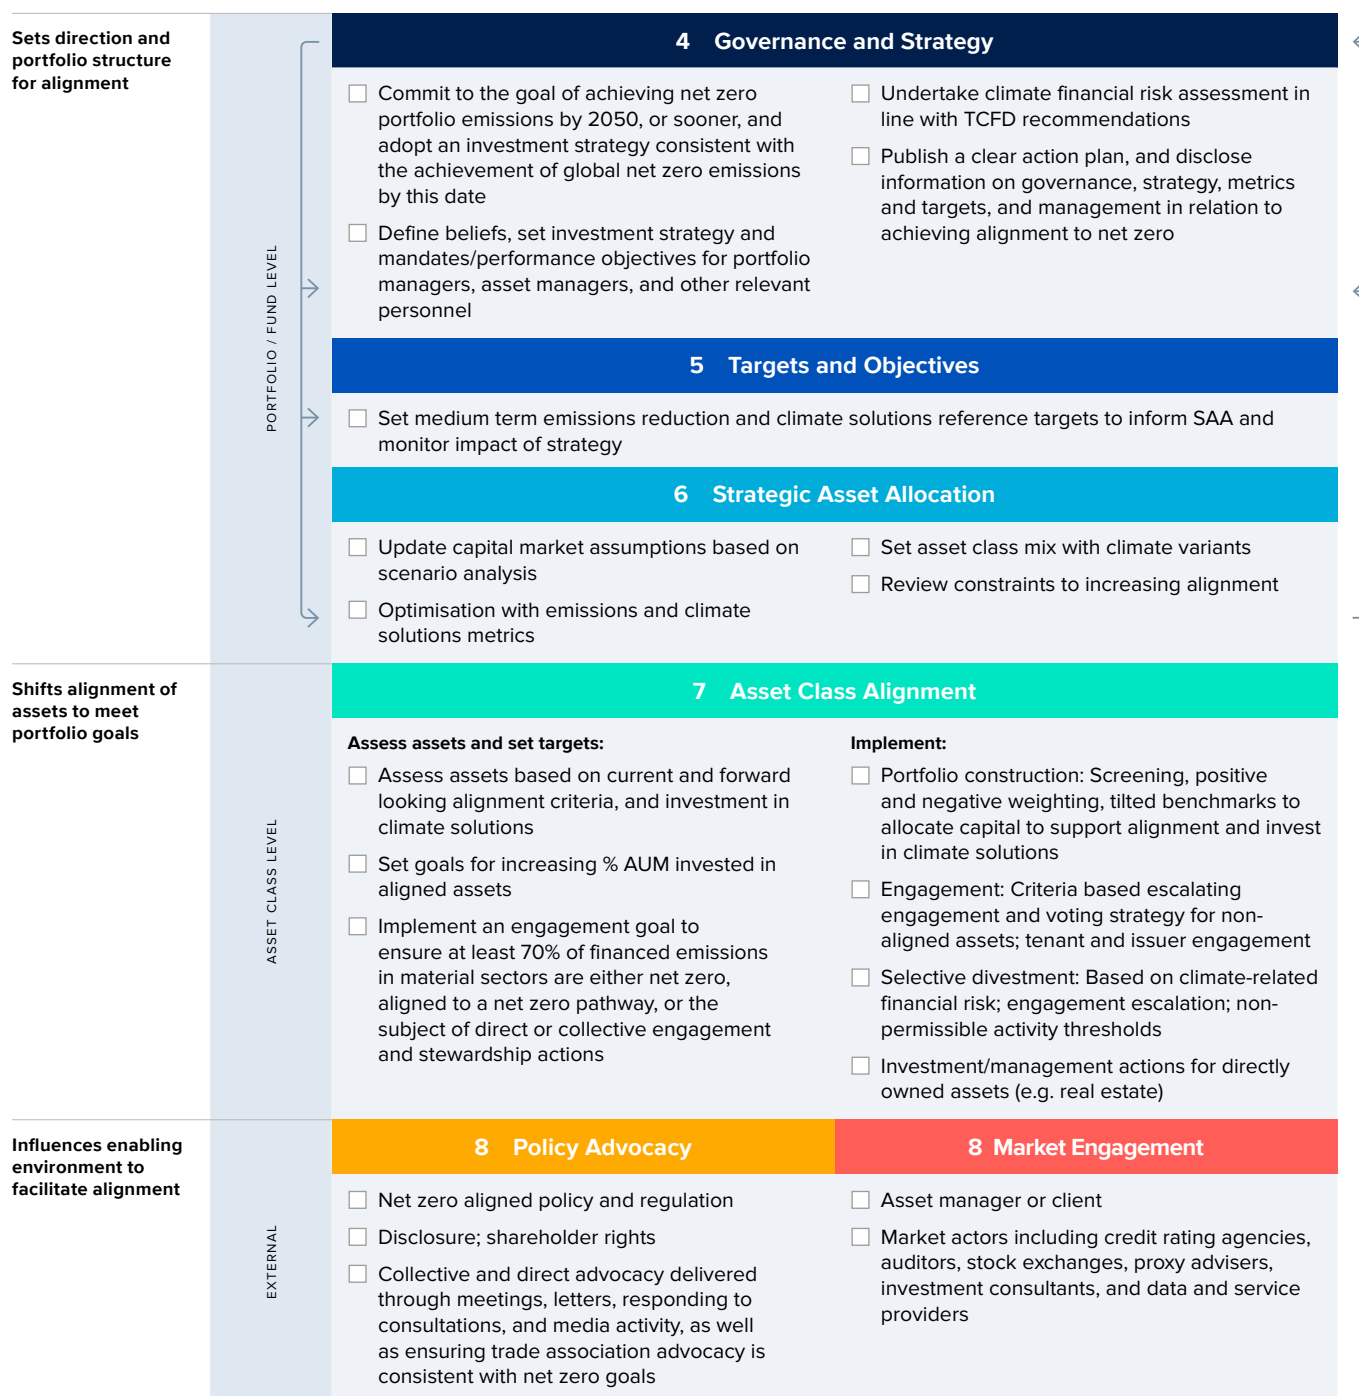 Sets direction and
portfolio structure
for alignment
PORTFOLIO / FUND LEVEL
4 Governance and Strategy
Commit to the goal of achieving net zero
portfolio emissions by 2050, or sooner, and
adopt an investment strategy consistent with
the achievement of global net zero emissions
by this date
Define beliefs, set investment strategy and
mandates/performance objectives for portfolio
managers, asset managers, and other relevant
personnel
Undertake climate financial risk assessment in
line with TCFD recommendations
Publish a clear action plan, and disclose
information on governance, strategy, metrics
and targets, and management in relation to
achieving alignment to net zero
5 Targets and Objectives
Set medium term emissions reduction and climate solutions reference targets to inform SAA and
monitor impact of strategy
6 Strategic Asset Allocation
Update capital market assumptions based on
scenario analysis
Optimisation with emissions and climate
solutions metrics
Set asset class mix with climate variants
Review constraints to increasing alignment
Shifts alignment of
assets to meet
portfolio goals
ASSET CLASS LEVEL
7 Asset Class Alignment
Assess assets and set targets:
Assess assets based on current and forward
looking alignment criteria, and investment in
climate solutions
Set goals for increasing % AUM invested in
aligned assets
Implement an engagement goal to
ensure at least 70% of financed emissions
in material sectors are either net zero,
aligned to a net zero pathway, or the
subject of direct or collective engagement
and stewardship actions
Implement:
Portfolio construction: Screening, positive
and negative weighting, tilted benchmarks to
allocate capital to support alignment and invest
in climate solutions
Engagement: Criteria based escalating
engagement and voting strategy for non-
aligned assets; tenant and issuer engagement
Selective divestment: Based on climate-related
financial risk; engagement escalation; non-
permissible activity thresholds
Investment/management actions for directly
owned assets (e.g. real estate)
Influences enabling
environment to
facilitate alignment
EXTERNAL
8 Policy Advocacy
Net zero aligned policy and regulation
Disclosure; shareholder rights
Collective and direct advocacy delivered
through meetings, letters, responding to
consultations, and media activity, as well
as ensuring trade association advocacy is
consistent with net zero goals
8 Market Engagement
Asset manager or client
Market actors including credit rating agencies,
auditors, stock exchanges, proxy advisers,
investment consultants, and data and service
providers